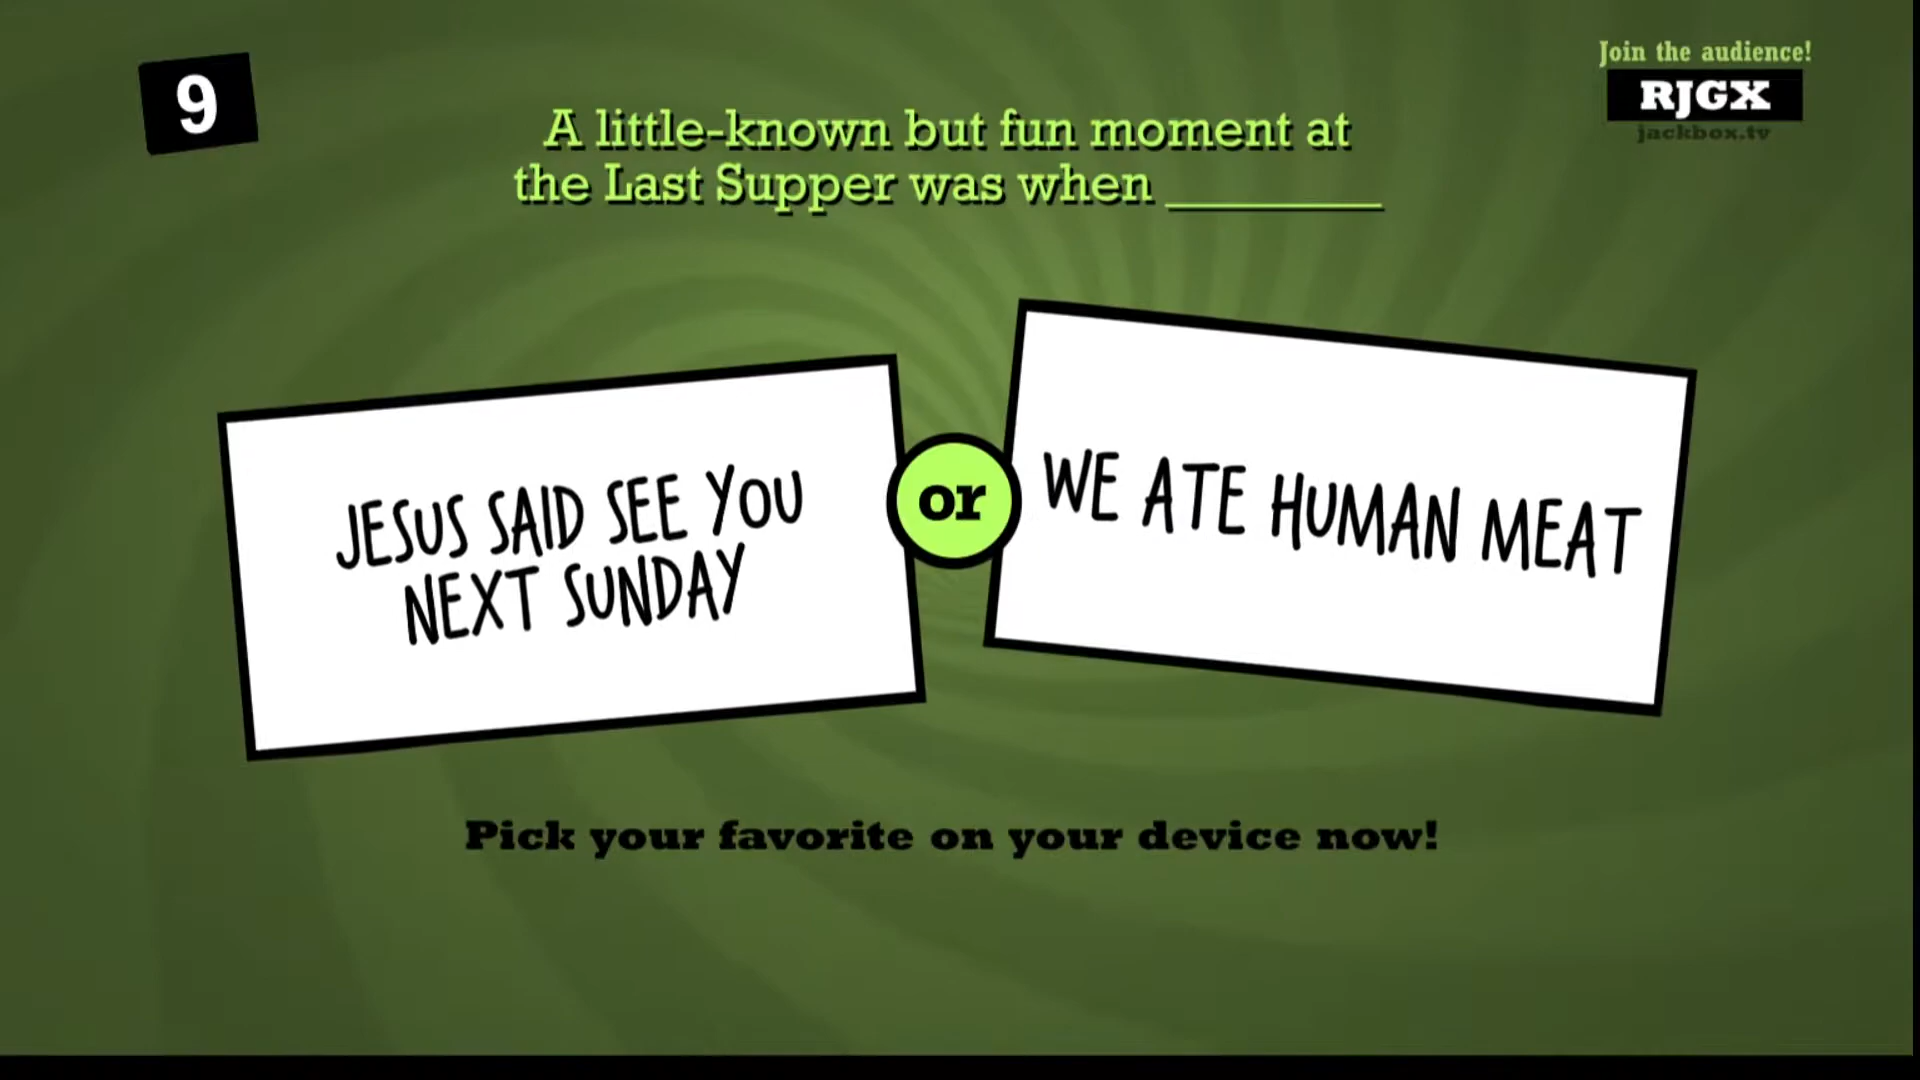 9
Join the audience!
RJGX
jackbox.tv
A little-known but fun moment at
the Last Supper was when ________
JESUS SAID SEE YOU
NEXT SUNDAY
or
WE ATE HUMAN MEAT
Pick your favorite on your device now!